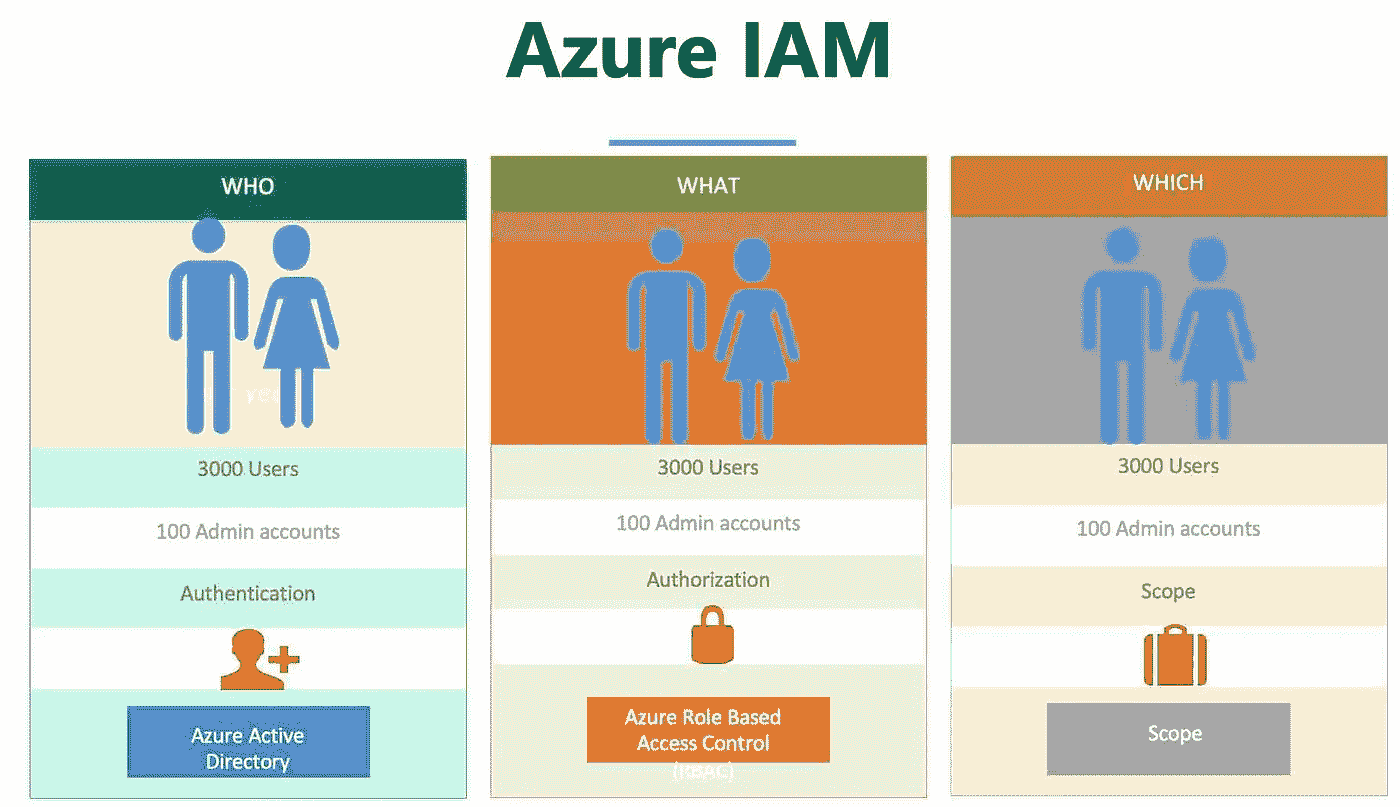 Azure IAM
WHO
3000 Users
100 Admin accounts
Authentication
Azure Active
Directory
WHAT
3000 Users
100 Admin accounts
Authorization
Azure Role Based
Access Control
(RBAC)
WHICH
3000 Users
100 Admin accounts
Scope
Scope